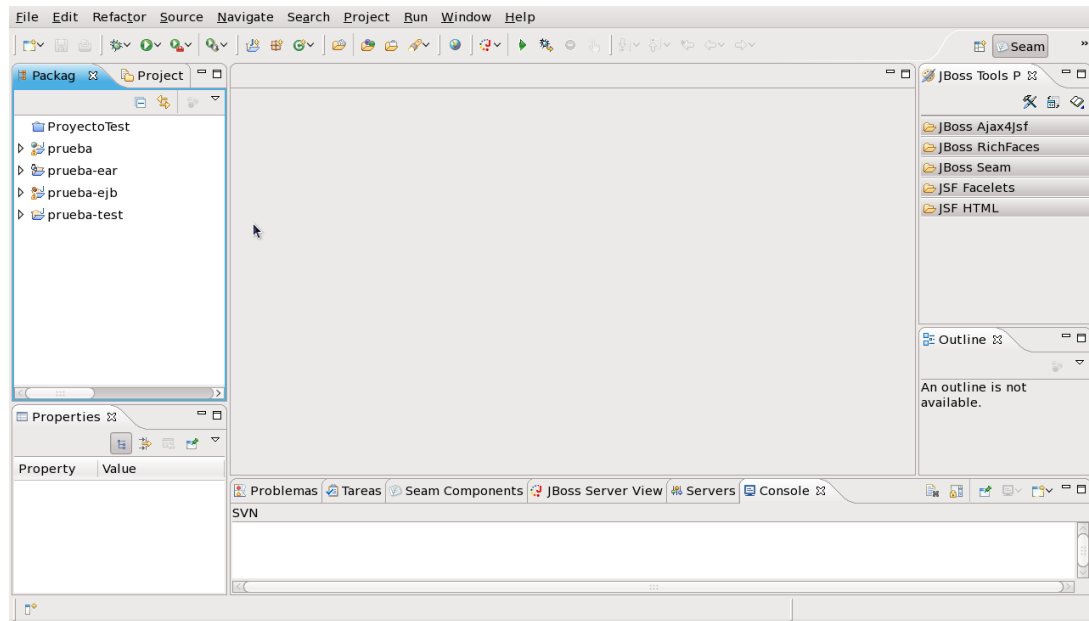 File Edit Refactor Source Navigate Search Project Run Window Help
Seam
»
Packag
Project
ProyectoTest
prueba
prueba-ear
prueba-ejb
prueba-test
JBoss Tools P
JBoss Ajax4Jsf
JBoss RichFaces
JBoss Seam
JSF Facelets
JSF HTML
Outline
An outline is not
available.
Properties
Property Value
Problemas Tareas Seam Components JBoss Server View Servers Console
SVN